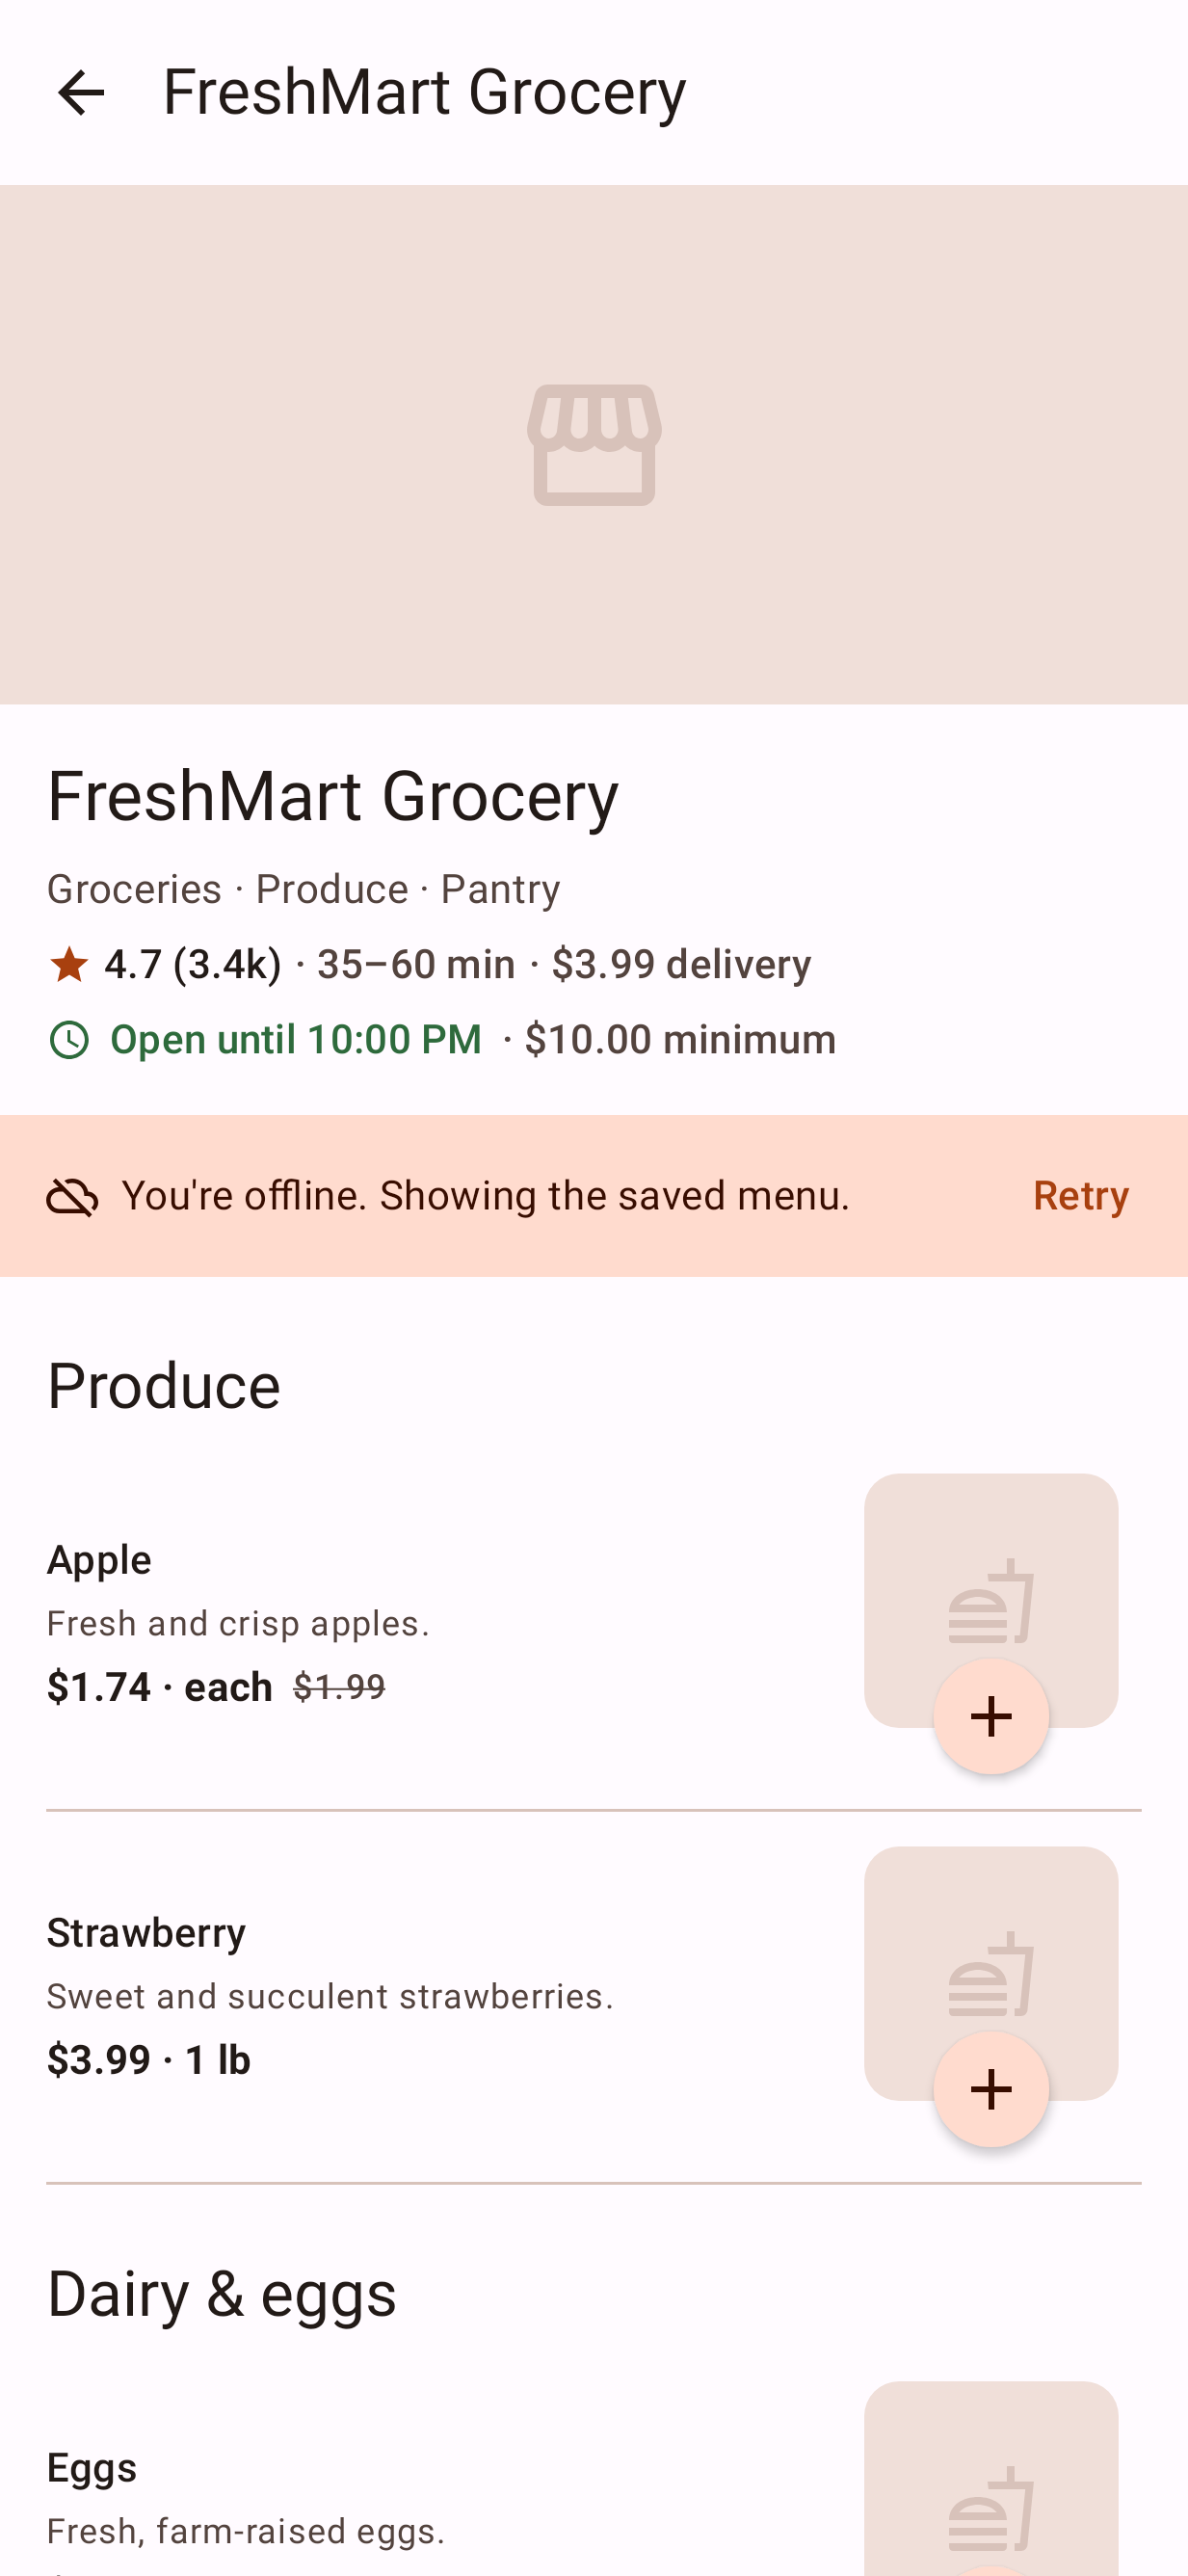 FreshMart Grocery
FreshMart Grocery
Groceries · Produce · Pantry
4.7 (3.4k) · 35–60 min · $3.99 delivery
Open until 10:00 PM · $10.00 minimum
You're offline. Showing the saved menu. Retry
Produce
Apple
Fresh and crisp apples.
$1.74 · each $1.99
Strawberry
Sweet and succulent strawberries.
$3.99 · 1 lb
Dairy & eggs
Eggs
Fresh, farm-raised eggs.